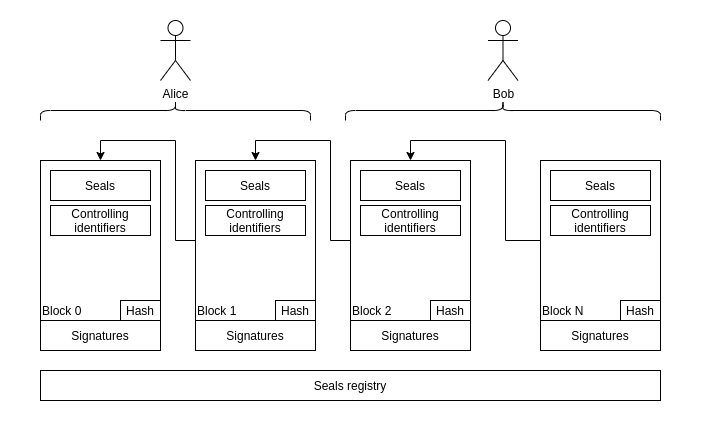 Alice
Bob
Seals
Seals
Seals
Seals
Controlling
identifiers
Controlling
identifiers
Controlling
identifiers
Controlling
identifiers
Block 0
Hash
Block 1
Hash
Block 2
Hash
Block N
Hash
Signatures
Signatures
Signatures
Signatures
Seals registry